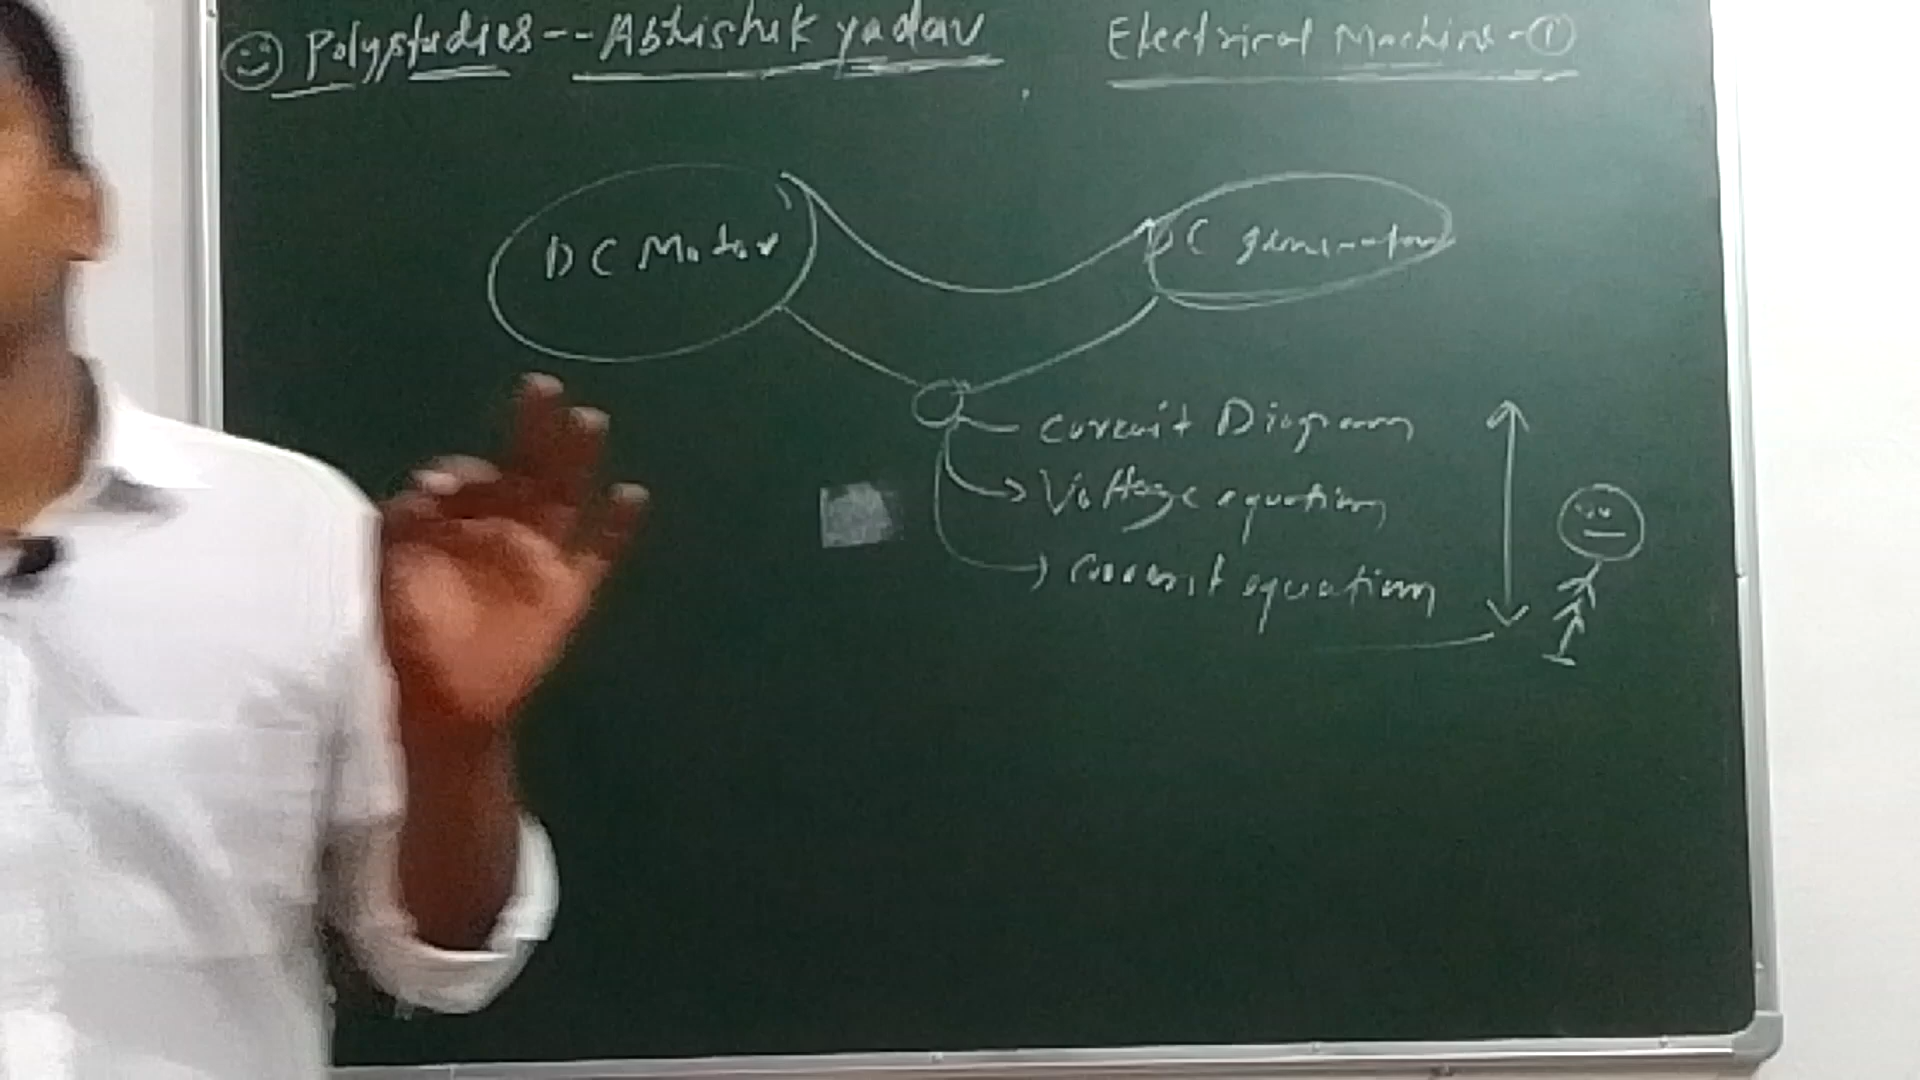 Polystudies -- Abhishek yadav
Electrical Machine - 1
DC Motor
DC generator
circuit Diagram
Voltage equation
current equation